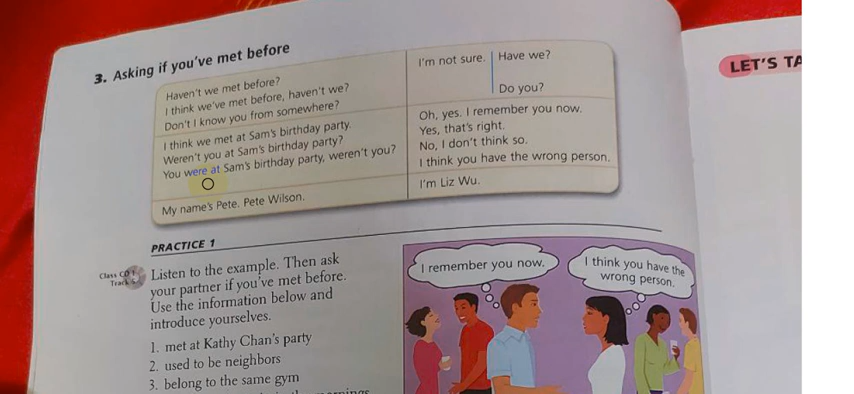 3. Asking if you've met before
Haven't we met before?
I think we've met before, haven't we?
Don't I know you from somewhere?
I'm not sure.
Have we?
Do you?
I think we met at Sam's birthday party.
Weren't you at Sam's birthday party?
You were at Sam's birthday party, weren't you?
Oh, yes. I remember you now.
Yes, that's right.
No, I don't think so.
I think you have the wrong person.
My name's Pete. Pete Wilson.
I'm Liz Wu.
PRACTICE 1
Class CD
Track
Listen to the example. Then ask
your partner if you've met before.
Use the information below and
introduce yourselves.
1. met at Kathy Chan's party
2. used to be neighbors
3. belong to the same gym
I remember you now.
I think you have the
wrong person.
LET'S